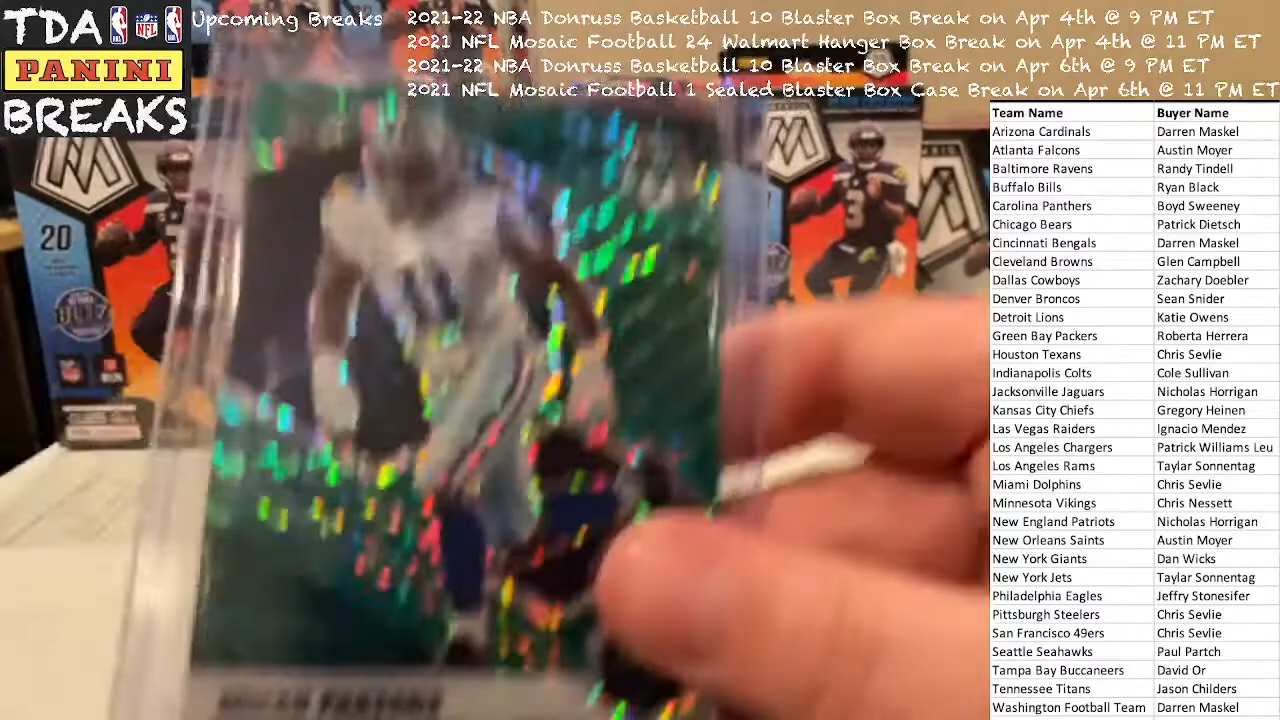 TDA
PANINI
BREAKS
Upcoming Breaks
2021-22 NBA Donruss Basketball 10 Blaster Box Break on Apr 4th @ 9 PM ET
2021 NFL Mosaic Football 24 Walmart Hanger Box Break on Apr 4th @ 11 PM ET
2021-22 NBA Donruss Basketball 10 Blaster Box Break on Apr 6th @ 9 PM ET
2021 NFL Mosaic Football 1 Sealed Blaster Box Case Break on Apr 6th @ 11 PM ET
Team Name Buyer Name
Arizona Cardinals Darren Maskel
Atlanta Falcons Austin Moyer
Baltimore Ravens Randy Tindell
Buffalo Bills Ryan Black
Carolina Panthers Boyd Sweeney
Chicago Bears Patrick Dietsch
Cincinnati Bengals Darren Maskel
Cleveland Browns Glen Campbell
Dallas Cowboys Zachary Doebler
Denver Broncos Sean Snider
Detroit Lions Katie Owens
Green Bay Packers Roberta Herrera
Houston Texans Chris Sevlie
Indianapolis Colts Cole Sullivan
Jacksonville Jaguars Nicholas Horrigan
Kansas City Chiefs Gregory Heinen
Las Vegas Raiders Ignacio Mendez
Los Angeles Chargers Patrick Williams Leu
Los Angeles Rams Taylar Sonnentag
Miami Dolphins Chris Sevlie
Minnesota Vikings Chris Nessett
New England Patriots Nicholas Horrigan
New Orleans Saints Austin Moyer
New York Giants Dan Wicks
New York Jets Taylar Sonnentag
Philadelphia Eagles Jeffry Stonesifer
Pittsburgh Steelers Chris Sevlie
San Francisco 49ers Chris Sevlie
Seattle Seahawks Paul Partch
Tampa Bay Buccaneers David Or
Tennessee Titans Jason Childers
Washington Football Team Darren Maskel
20
3